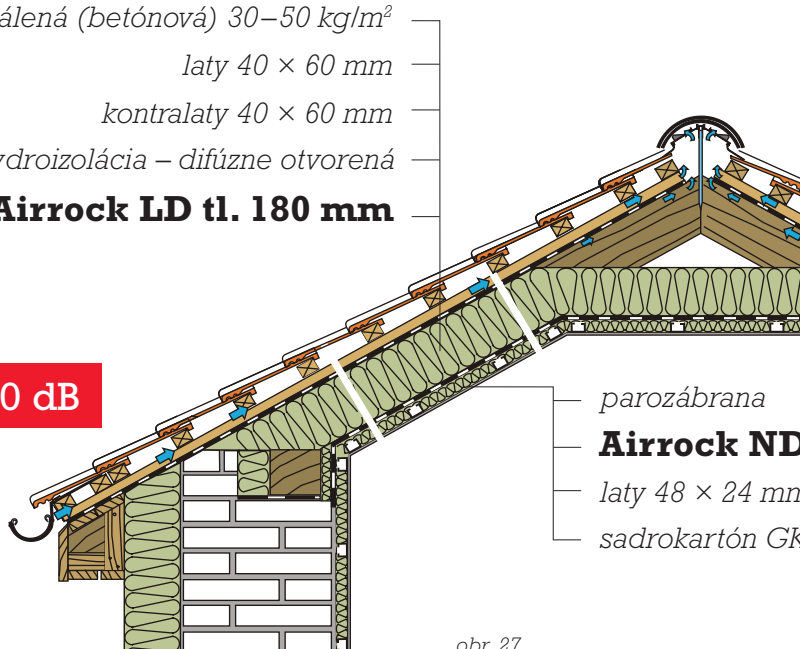 álená (betónová) 30–50 kg/m²
laty 40 × 60 mm
kontralaty 40 × 60 mm
ydroizolácia – difúzne otvorená
Airrock LD tl. 180 mm
0 dB
parozábrana
Airrock ND
laty 48 × 24 mm
sadrokartón GK
obr. 27